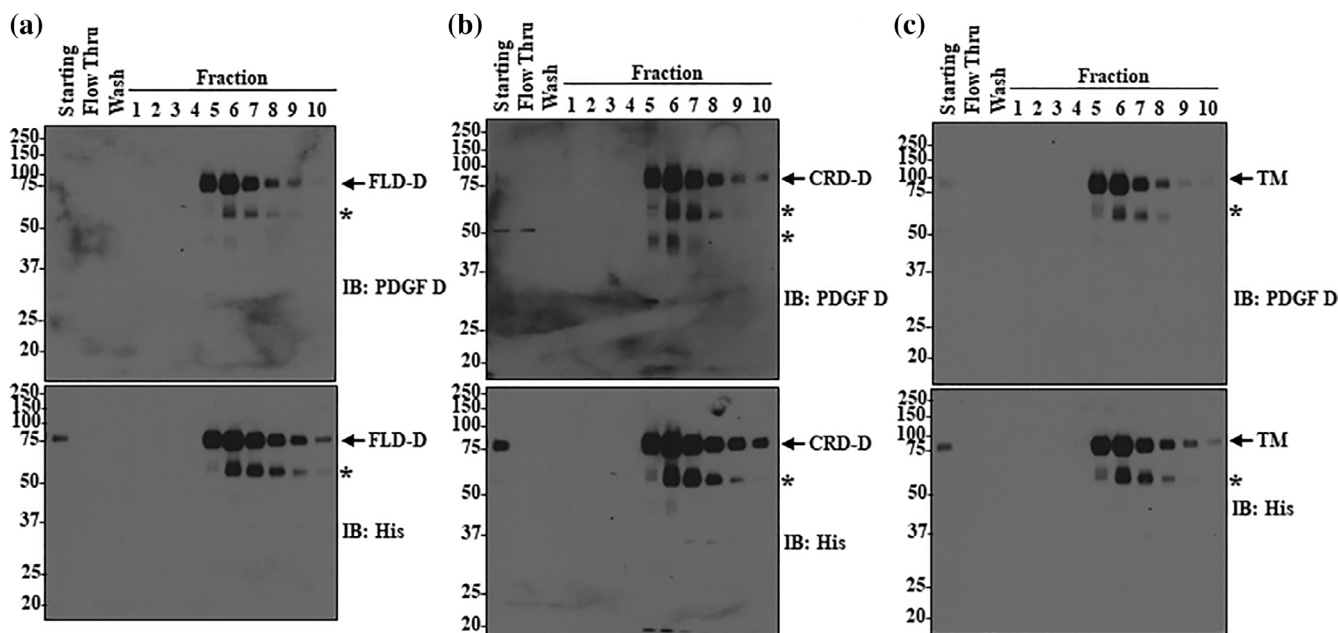 (a)
Starting
Flow Thru
Wash
Fraction
1 2 3 4 5 6 7 8 9 10
250
150
100
75
50
37
25
20
FLD-D
*
IB: PDGF D
250
150
100
75
50
37
25
20
FLD-D
*
IB: His
(b)
Starting
Flow Thru
Wash
Fraction
1 2 3 4 5 6 7 8 9 10
250
150
100
75
50
37
25
20
CRD-D
*
*
IB: PDGF D
250
150
100
75
50
37
25
20
CRD-D
*
IB: His
(c)
Starting
Flow Thru
Wash
Fraction
1 2 3 4 5 6 7 8 9 10
250
150
100
75
50
37
25
20
TM
*
IB: PDGF D
250
150
100
75
50
37
25
20
TM
*
IB: His